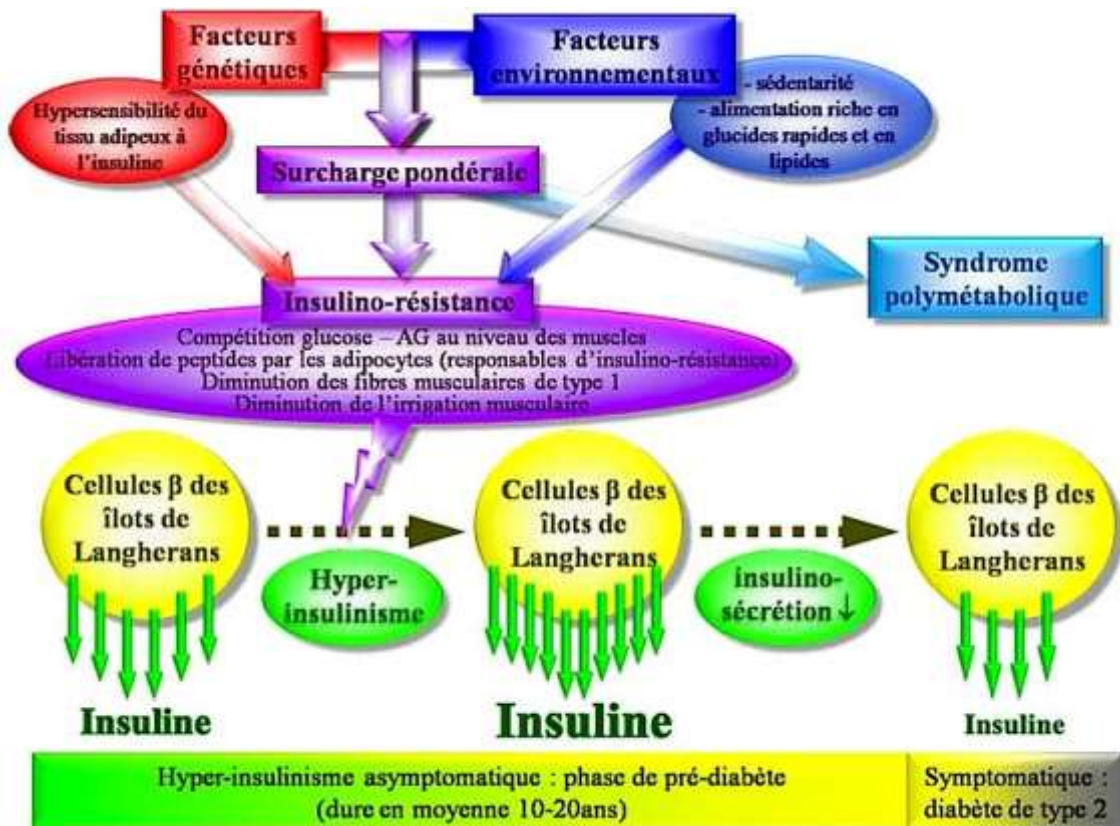 Facteurs
génétiques
Facteurs
environnementaux
Hypersensibilité du
tissu adipeux à
l'insuline
- sédentarité
- alimentation riche en
glucides rapides et en
lipides
Surcharge pondérale
Syndrome
polymétabolique
Insulino-résistance
Compétition glucose – AG au niveau des muscles
Libération de peptides par les adipocytes (responsables d'insulino-résistance)
Diminution des fibres musculaires de type 1
Diminution de l'irrigation musculaire
Cellules β des
îlots de
Langherans
Hyper-
insulinisme
Cellules β des
îlots de
Langherans
insulino-
sécrétion ↓
Cellules β des
îlots de
Langherans
Insuline
Insuline
Insuline
Hyper-insulinisme asymptomatique : phase de pré-diabète
(dure en moyenne 10-20ans)
Symptomatique :
diabète de type 2